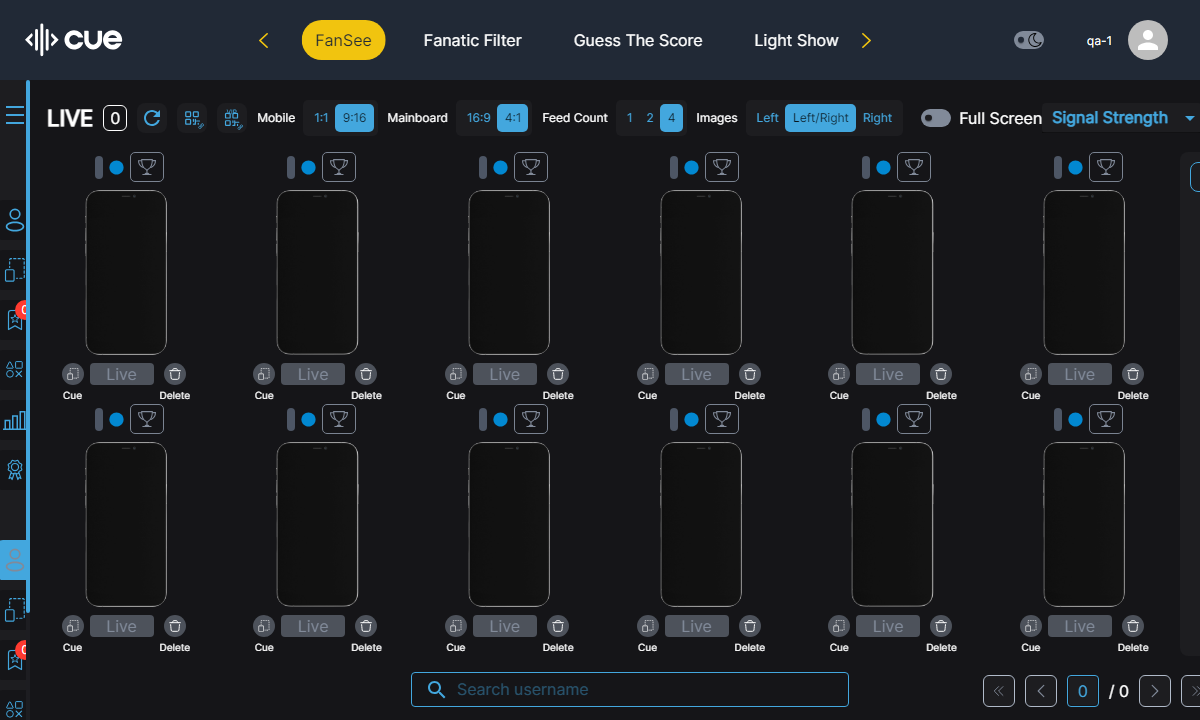 cue
FanSee Fanatic Filter Guess The Score Light Show
qa-1
LIVE 0 Mobile 1:1 9:16 Mainboard 16:9 4:1 Feed Count 1 2 4 Images Left Left/Right Right Full Screen Signal Strength
Live Live Live Live Live Live
Cue Delete Cue Delete Cue Delete Cue Delete Cue Delete Cue Delete
Live Live Live Live Live Live
Cue Delete Cue Delete Cue Delete Cue Delete Cue Delete Cue Delete
Search username
0 / 0